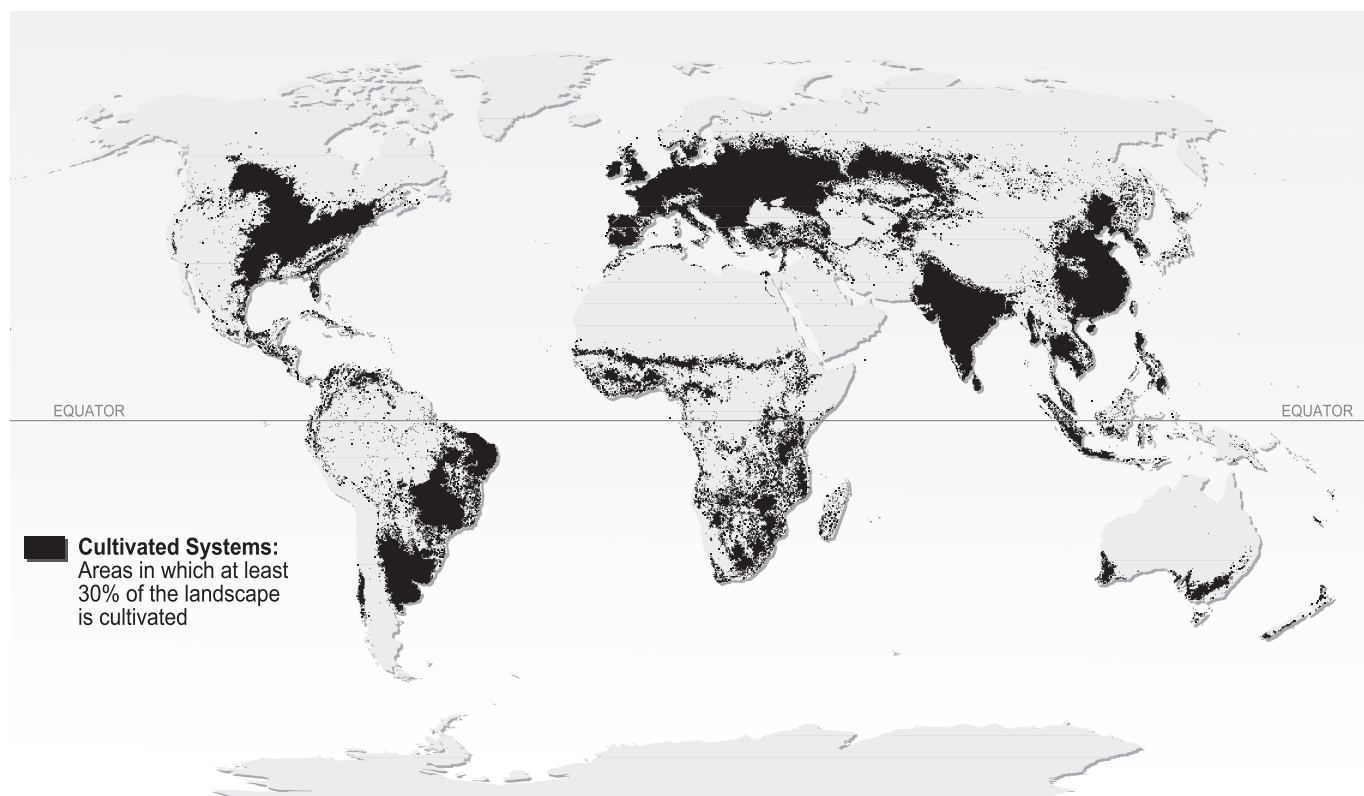 EQUATOR
EQUATOR
Cultivated Systems:
Areas in which at least
30% of the landscape
is cultivated